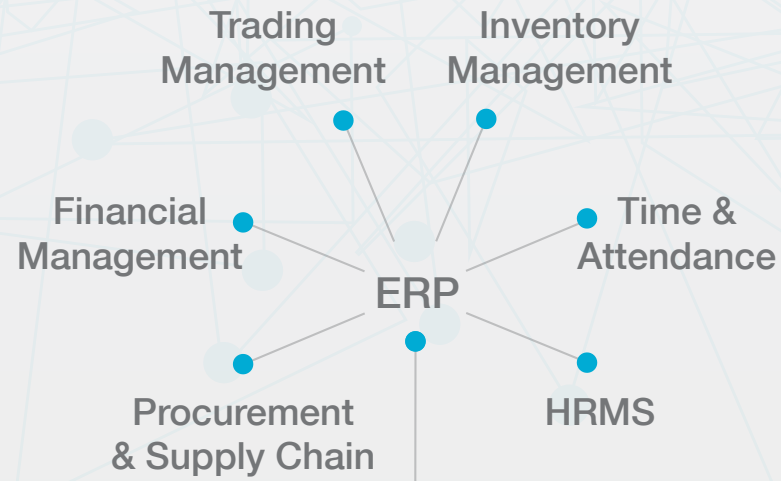 Trading
Management
Inventory
Management
Financial
Management
Time &
Attendance
ERP
Procurement
& Supply Chain
HRMS